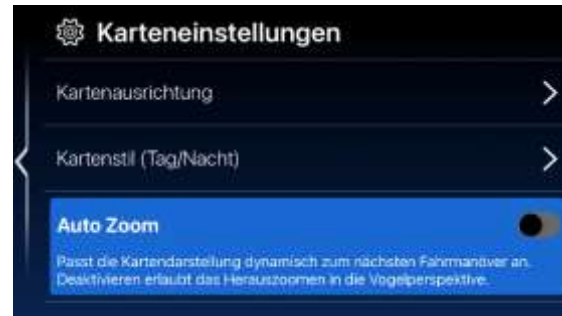 Karteneinstellungen
Kartenausrichtung
Kartenstil (Tag/Nacht)
Auto Zoom
Passt die Kartendarstellung dynamisch zum nächsten Fahrmanöver an.
Deaktivieren erlaubt das Herauszoomen in die Vogelperspektive.